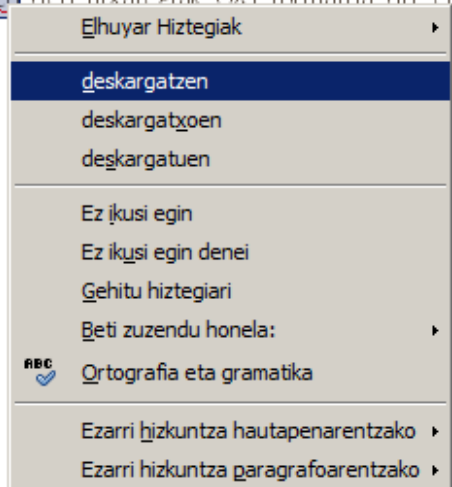 Elhuyar Hiztegiak
deskargatzen
deskargatxoen
deskargatuen
Ez ikusi egin
Ez ikusi egin denei
Gehitu hiztegiari
Beti zuzendu honela:
ABC Ortografia eta gramatika
Ezarri hizkuntza hautapenarentzako
Ezarri hizkuntza paragrafoarentzako